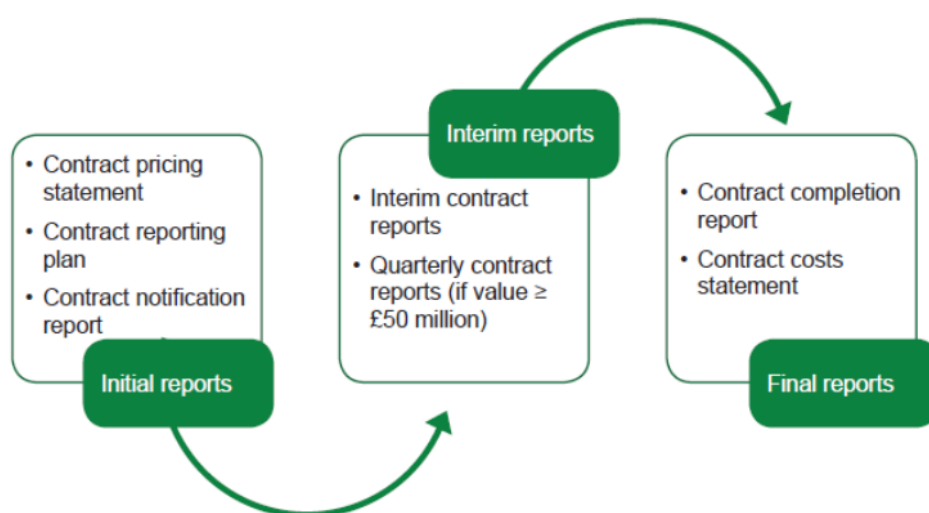 • Contract pricing
statement
• Contract reporting
plan
• Contract notification
report
Initial reports
Interim reports
• Interim contract
reports
• Quarterly contract
reports (if value ≥
£50 million)
• Contract completion
report
• Contract costs
statement
Final reports